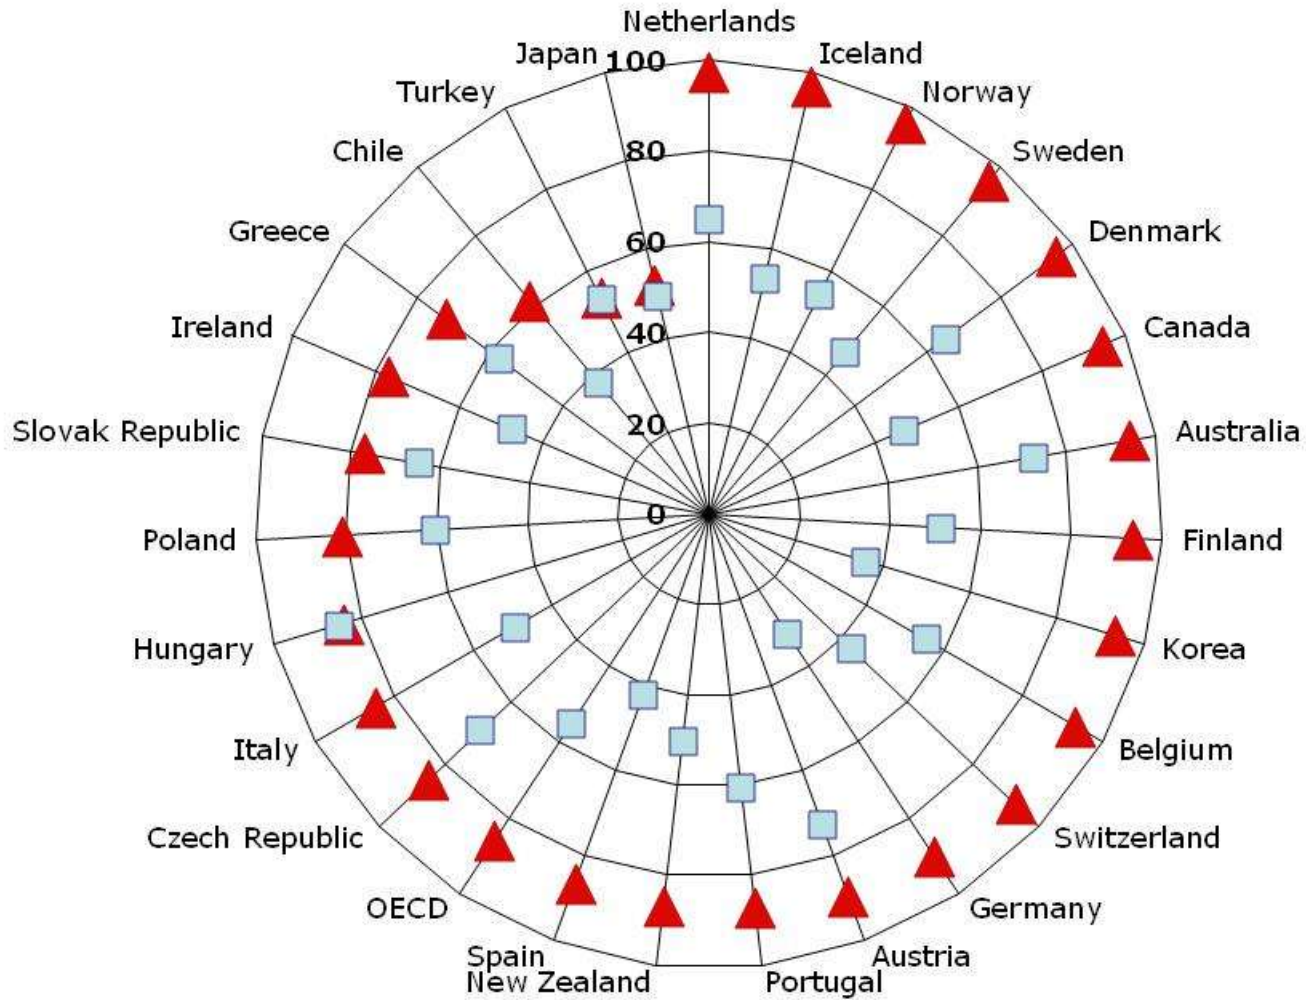 Netherlands
Japan
100
Iceland
Turkey
Norway
Chile
80
Sweden
Greece
60
Denmark
Ireland
40
Canada
Slovak Republic
20
Australia
Poland
0
Finland
Hungary
Korea
Italy
Belgium
Czech Republic
Switzerland
OECD
Germany
Spain
Austria
New Zealand
Portugal